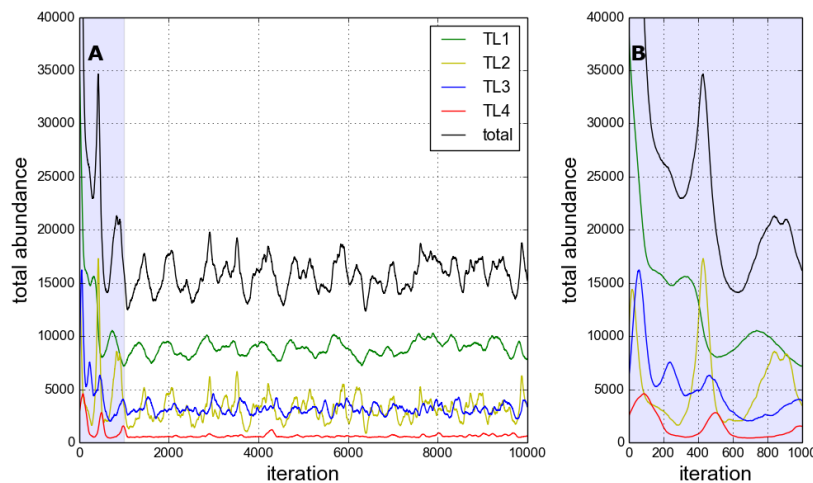 A
TL1
TL2
TL3
TL4
total
40000
35000
30000
25000
20000
15000
10000
5000
0
0 2000 4000 6000 8000 10000
total abundance
iteration
B
40000
35000
30000
25000
20000
15000
10000
5000
0
0 200 400 600 800 1000
total abundance
iteration